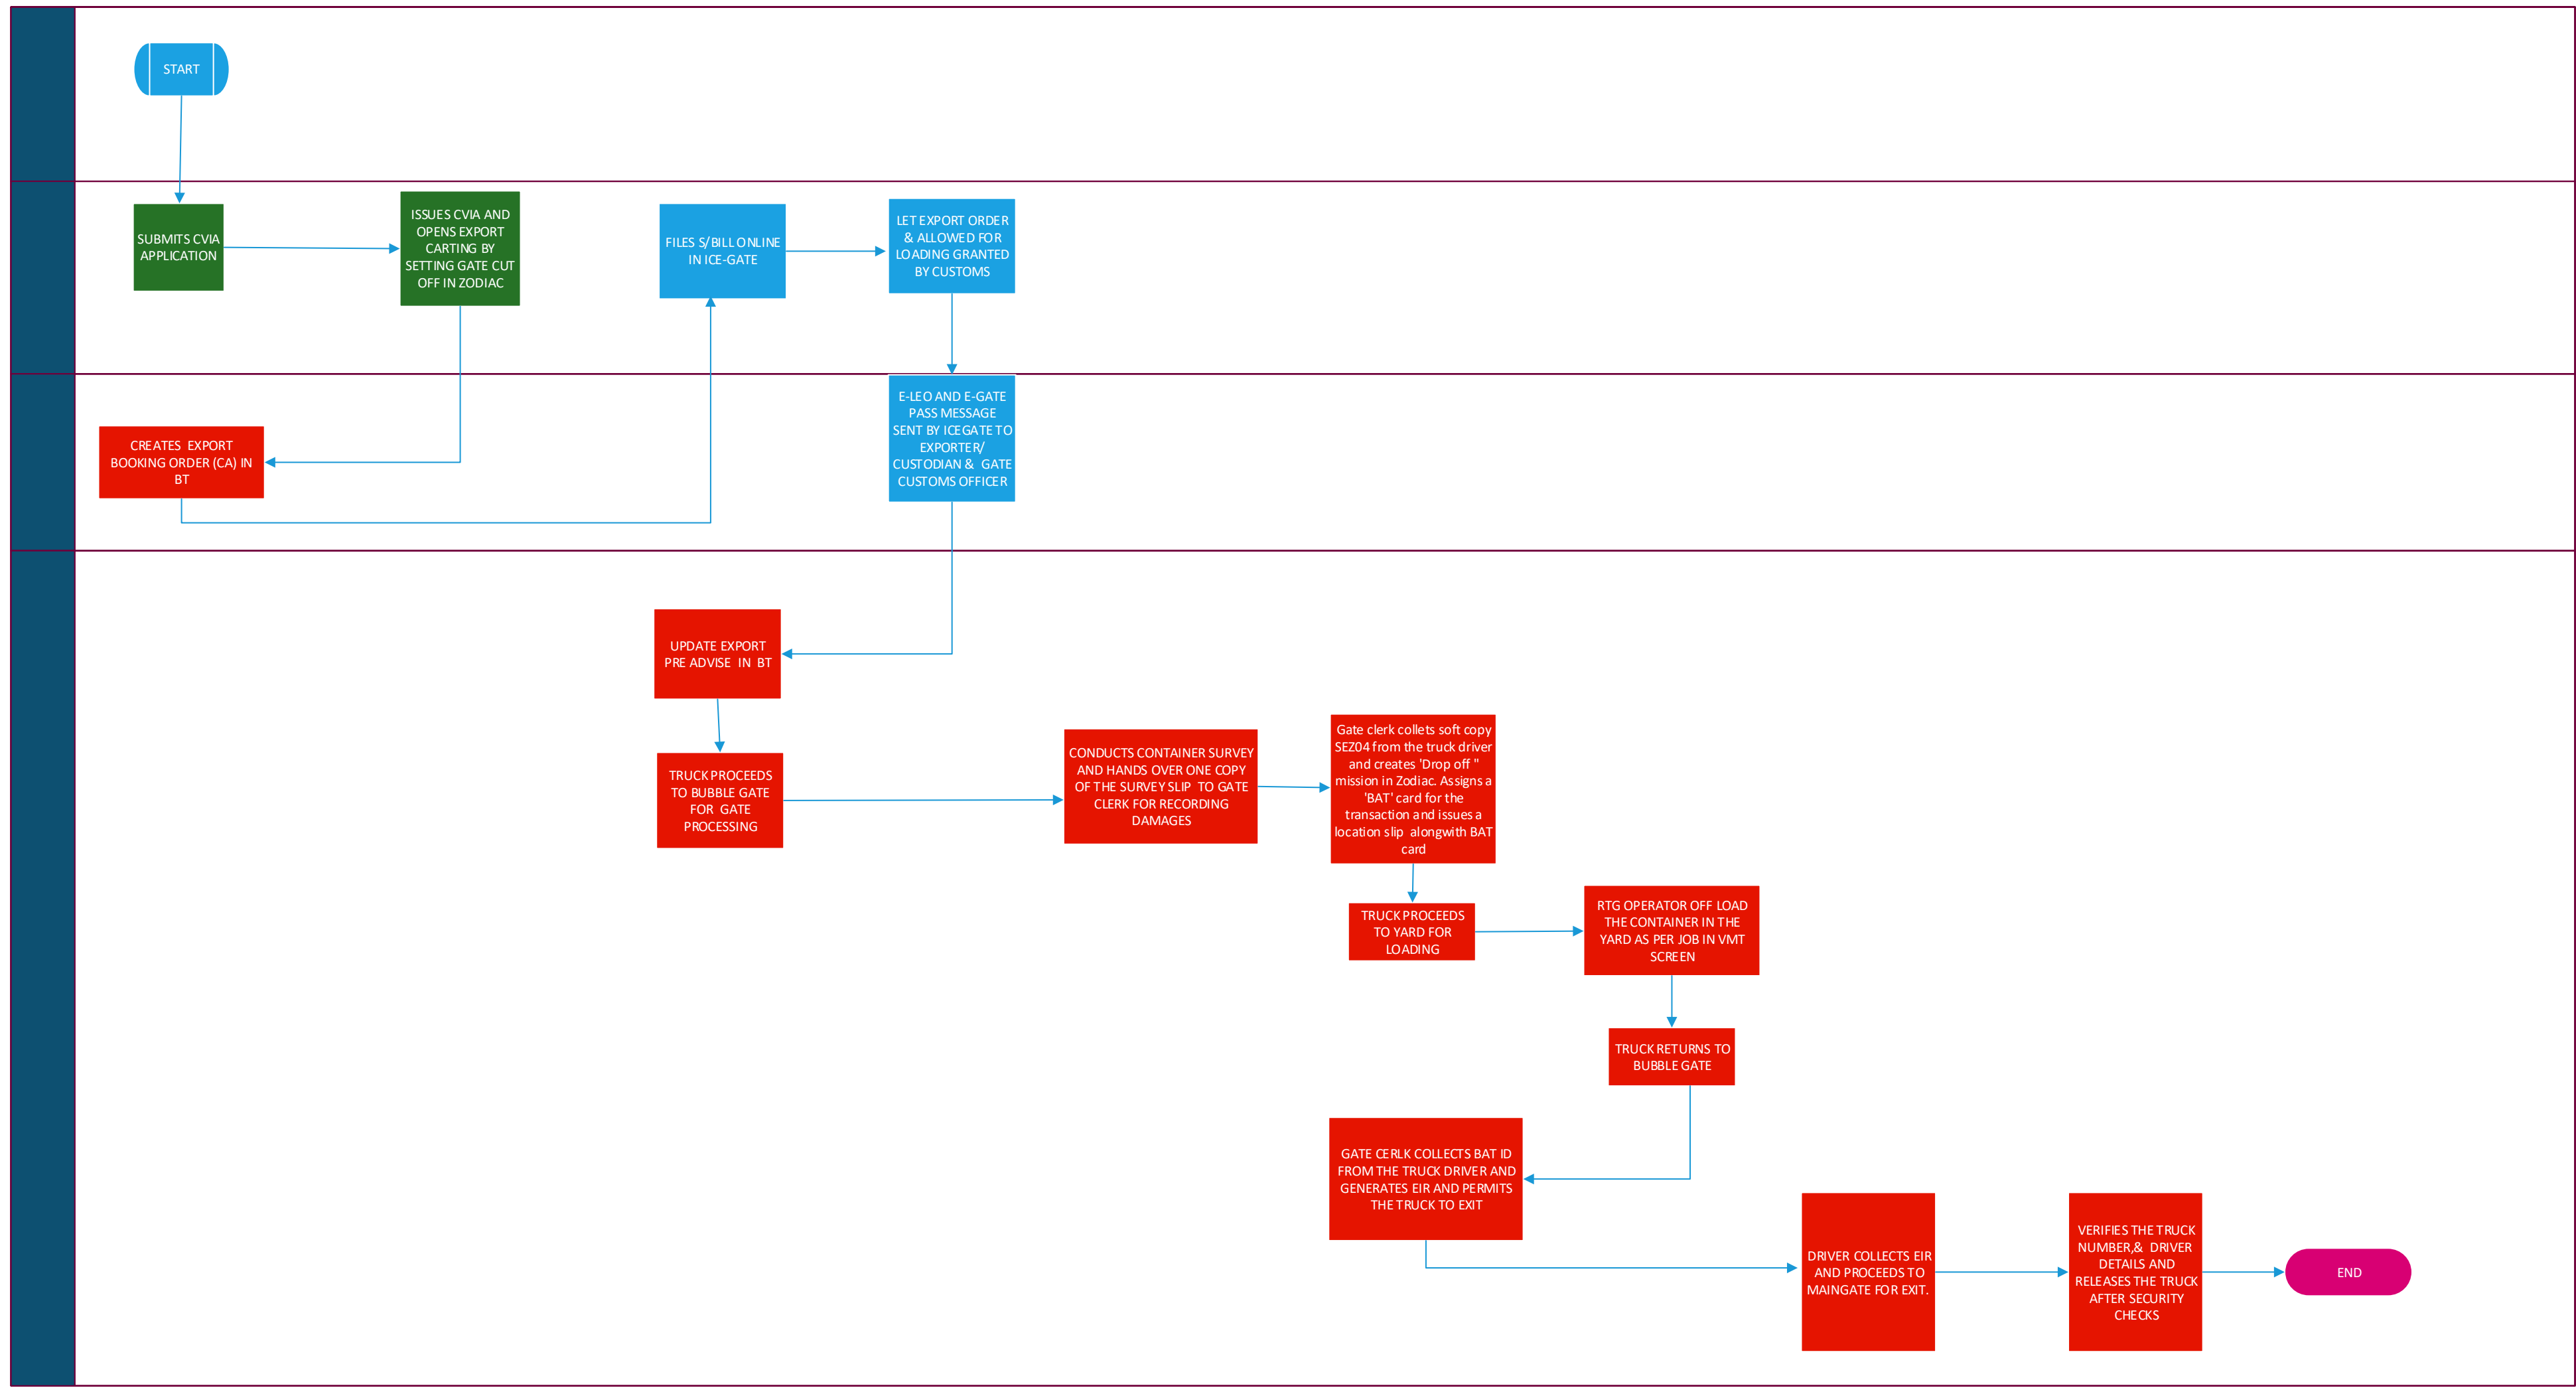 START
SUBMITS CVIA
APPLICATION
ISSUES CVIA AND
OPENS EXPORT
CARTING BY
SETTING GATE CUT
OFF IN ZODIAC
FILES S/BILL ONLINE
IN ICE-GATE
LET EXPORT ORDER
& ALLOWED FOR
LOADING GRANTED
BY CUSTOMS
CREATES EXPORT
BOOKING ORDER (CA) IN
BT
E-LEO AND E-GATE
PASS MESSAGE
SENT BY ICEGATE TO
EXPORTER/
CUSTODIAN & GATE
CUSTOMS OFFICER
UPDATE EXPORT
PRE ADVISE IN BT
TRUCK PROCEEDS
TO BUBBLE GATE
FOR GATE
PROCESSING
CONDUCTS CONTAINER SURVEY
AND HANDS OVER ONE COPY
OF THE SURVEY SLIP TO GATE
CLERK FOR RECORDING
DAMAGES
Gate clerk collets soft copy
SEZ04 from the truck driver
and creates 'Drop off "
mission in Zodiac. Assigns a
'BAT' card for the
transaction and issues a
location slip alongwith BAT
card
TRUCK PROCEEDS
TO YARD FOR
LOADING
RTG OPERATOR OFF LOAD
THE CONTAINER IN THE
YARD AS PER JOB IN VMT
SCREEN
TRUCK RETURNS TO
BUBBLE GATE
GATE CERLK COLLECTS BAT ID
FROM THE TRUCK DRIVER AND
GENERATES EIR AND PERMITS
THE TRUCK TO EXIT
DRIVER COLLECTS EIR
AND PROCEEDS TO
MAINGATE FOR EXIT.
VERIFIES THE TRUCK
NUMBER,& DRIVER
DETAILS AND
RELEASES THE TRUCK
AFTER SECURITY
CHECKS
END